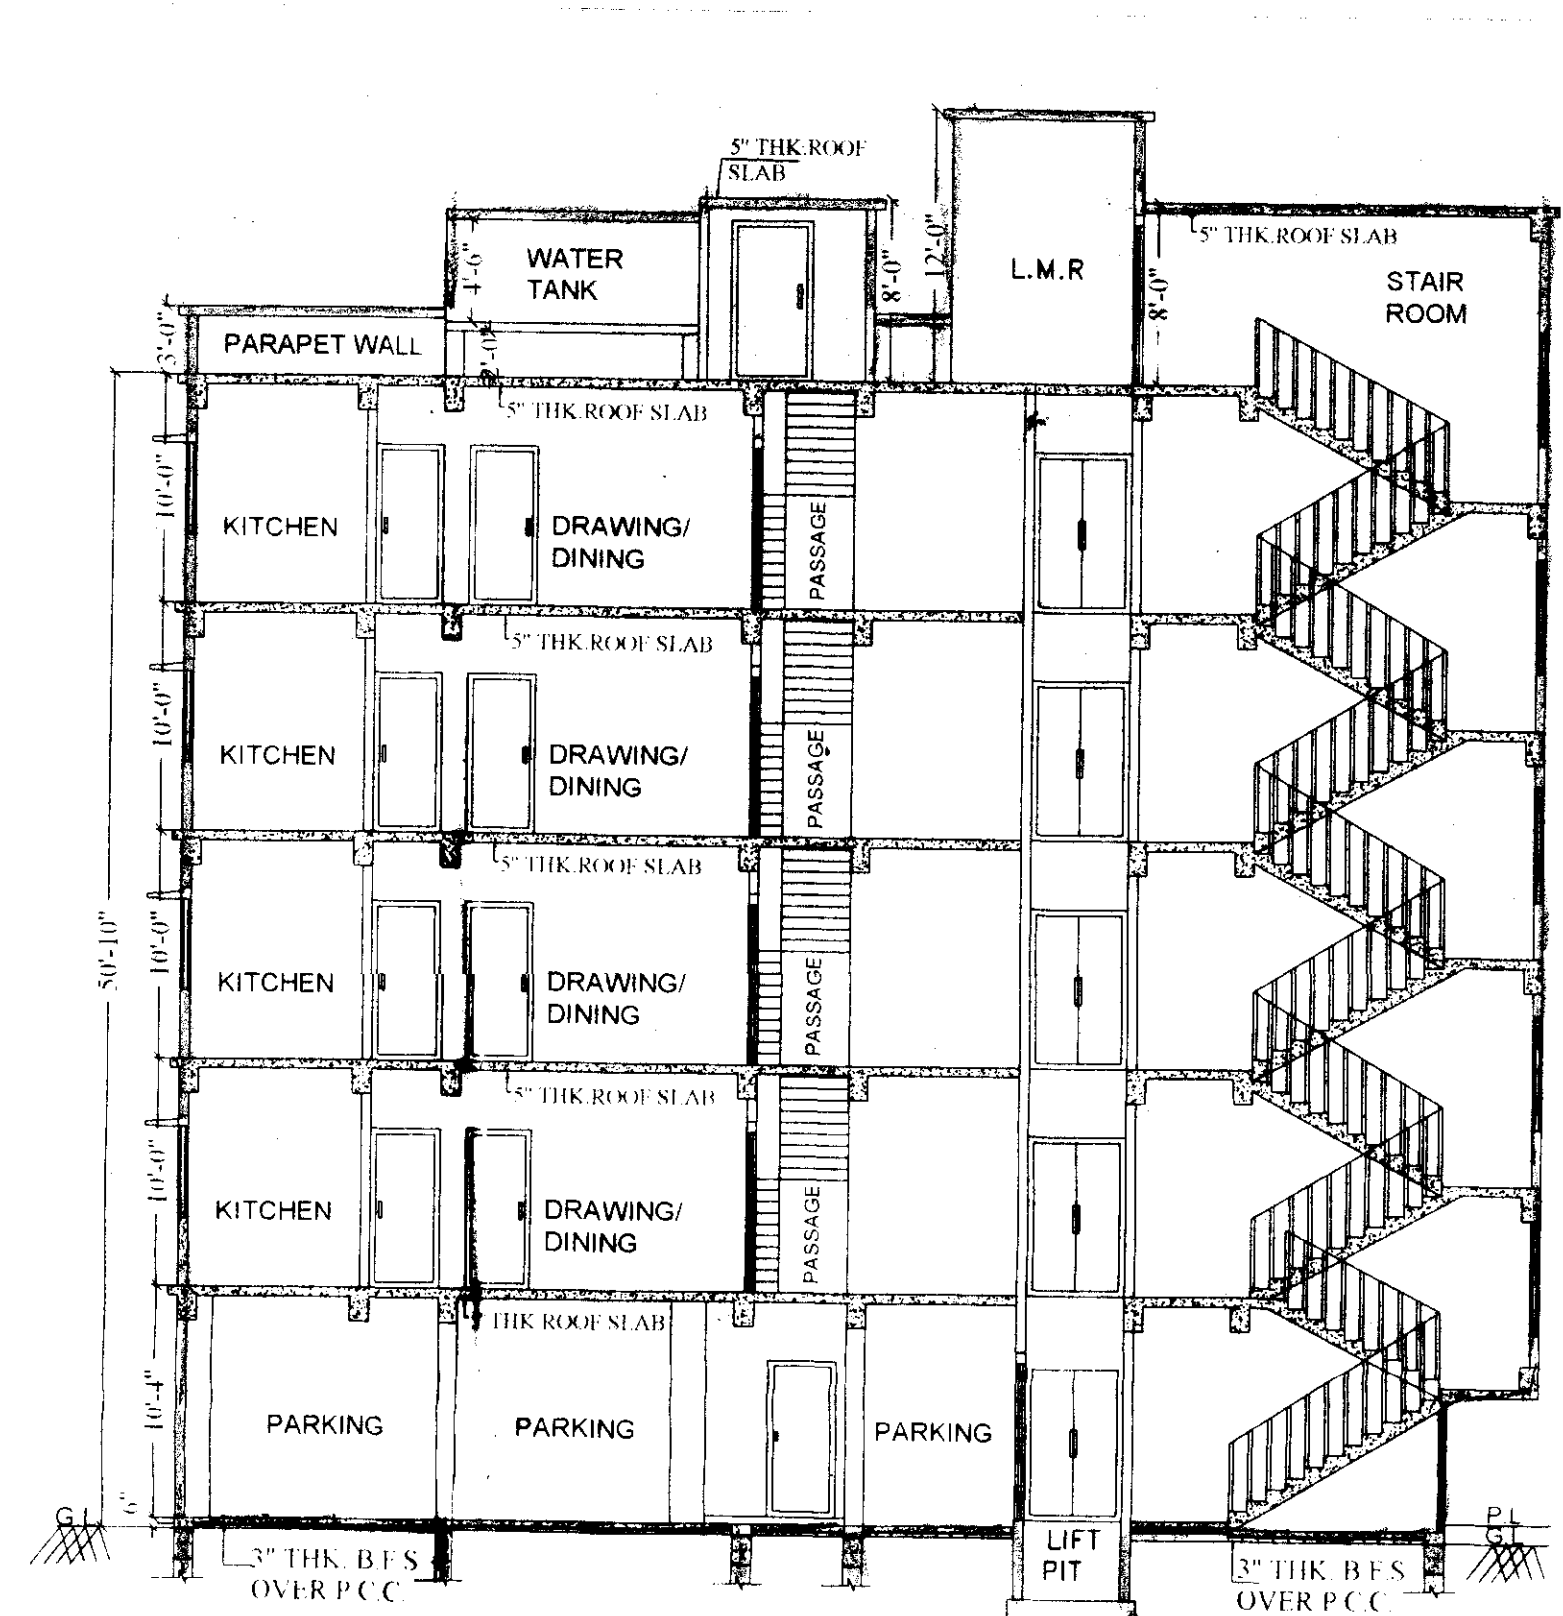 5" THK.ROOF
SLAB
WATER
TANK
4'-6"
8'-0"
12'-0"
L.M.R
8'-0"
5" THK.ROOF SLAB
STAIR
ROOM
3'-0"
PARAPET WALL
5" THK.ROOF SLAB
10'-0"
KITCHEN
DRAWING/
DINING
PASSAGE
5" THK.ROOF SLAB
10'-0"
KITCHEN
DRAWING/
DINING
PASSAGE
5" THK.ROOF SLAB
50'-10"
10'-0"
KITCHEN
DRAWING/
DINING
PASSAGE
5" THK.ROOF SLAB
10'-0"
KITCHEN
DRAWING/
DINING
PASSAGE
THK ROOF SLAB
10'-4"
PARKING
PARKING
PARKING
6"
G.L
P.L
G.L
LIFT
PIT
3" THK. B.F.S
OVER P.C.C.
3" THK. B.F.S
OVER P.C.C.